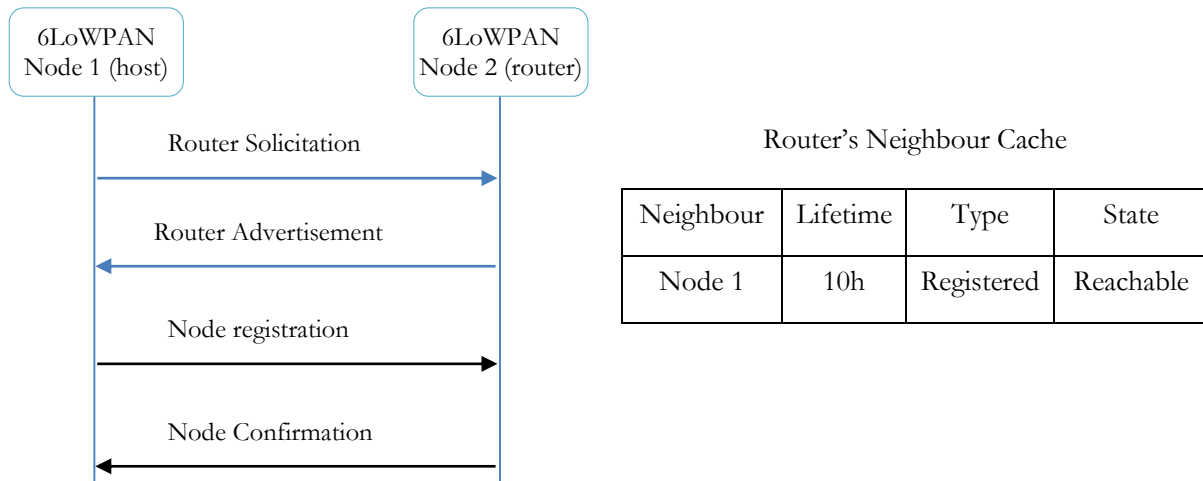 6LoWPAN
Node 1 (host)
6LoWPAN
Node 2 (router)
Router Solicitation
Router Advertisement
Node registration
Node Confirmation
Router’s Neighbour Cache
Neighbour Lifetime Type State
Node 1 10h Registered Reachable